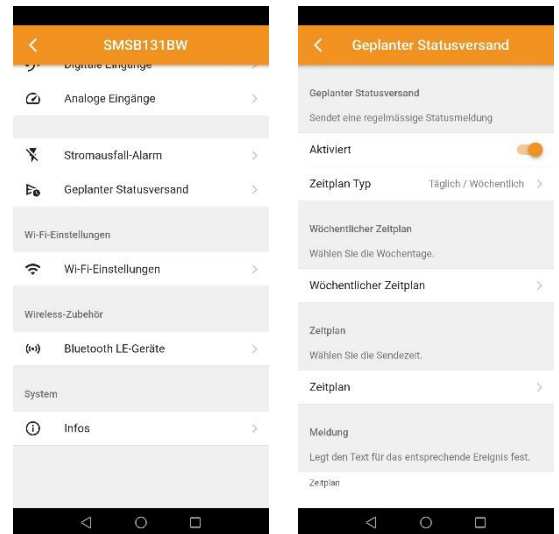 SMSB131BW
Digitale Eingänge
Analoge Eingänge
Stromausfall-Alarm
Geplanter Statusversand
Wi-Fi-Einstellungen
Wi-Fi-Einstellungen
Wireless-Zubehör
Bluetooth LE-Geräte
System
Infos
Geplanter Statusversand
Geplanter Statusversand
Sendet eine regelmässige Statusmeldung
Aktiviert
Zeitplan Typ Täglich / Wöchentlich
Wöchentlicher Zeitplan
Wählen Sie die Wochentage.
Wöchentlicher Zeitplan
Zeitplan
Wählen Sie die Sendezeit.
Zeitplan
Meldung
Legt den Text für das entsprechende Ereignis fest.
Zeitplan